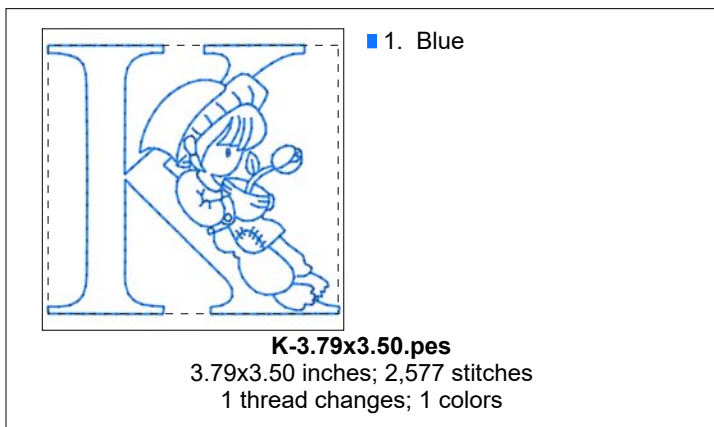 1. Blue
K
K-3.79x3.50.pes
3.79x3.50 inches; 2,577 stitches
1 thread changes; 1 colors